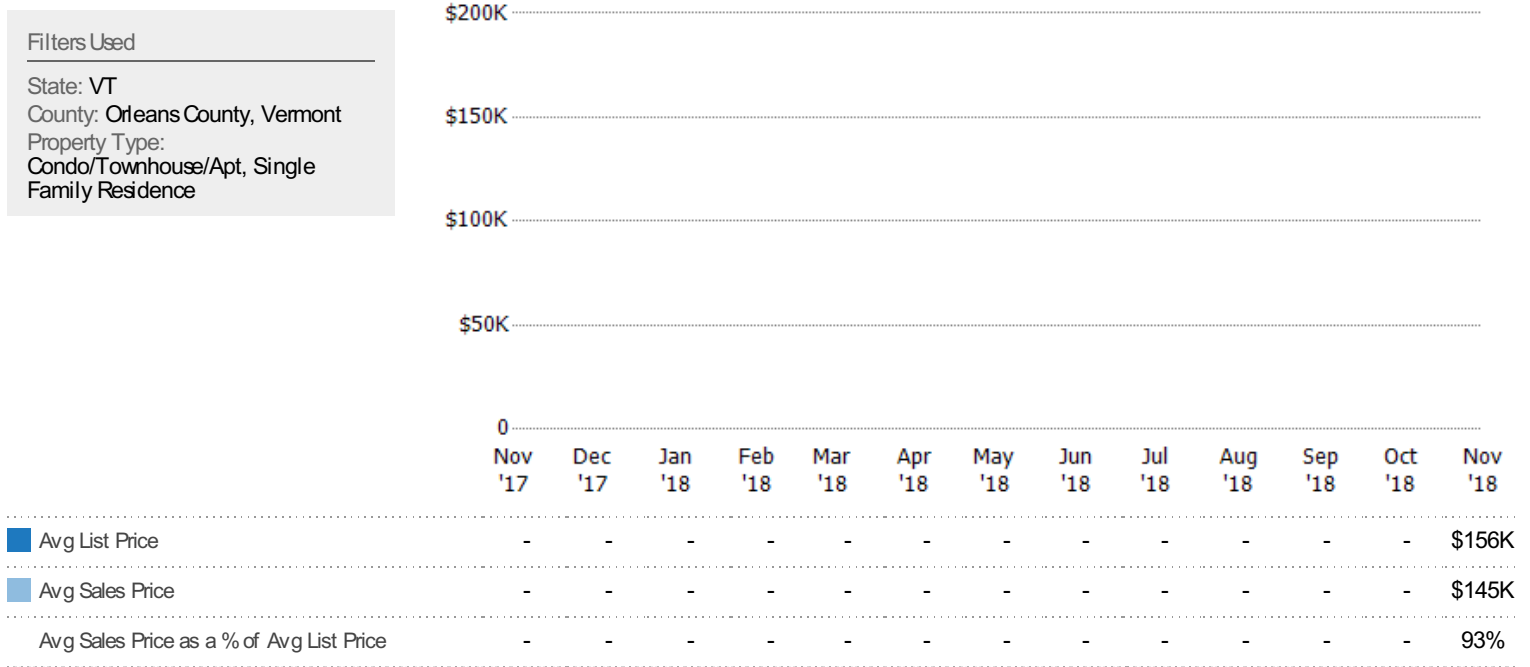 Filters Used
State: VT
County: Orleans County, Vermont
Property Type:
Condo/Townhouse/Apt, Single
Family Residence
$200K
$150K
$100K
$50K
0
Nov Dec Jan Feb Mar Apr May Jun Jul Aug Sep Oct Nov
'17 '17 '18 '18 '18 '18 '18 '18 '18 '18 '18 '18 '18
Avg List Price - - - - - - - - - - - - $156K
Avg Sales Price - - - - - - - - - - - - $145K
Avg Sales Price as a % of Avg List Price - - - - - - - - - - - - 93%